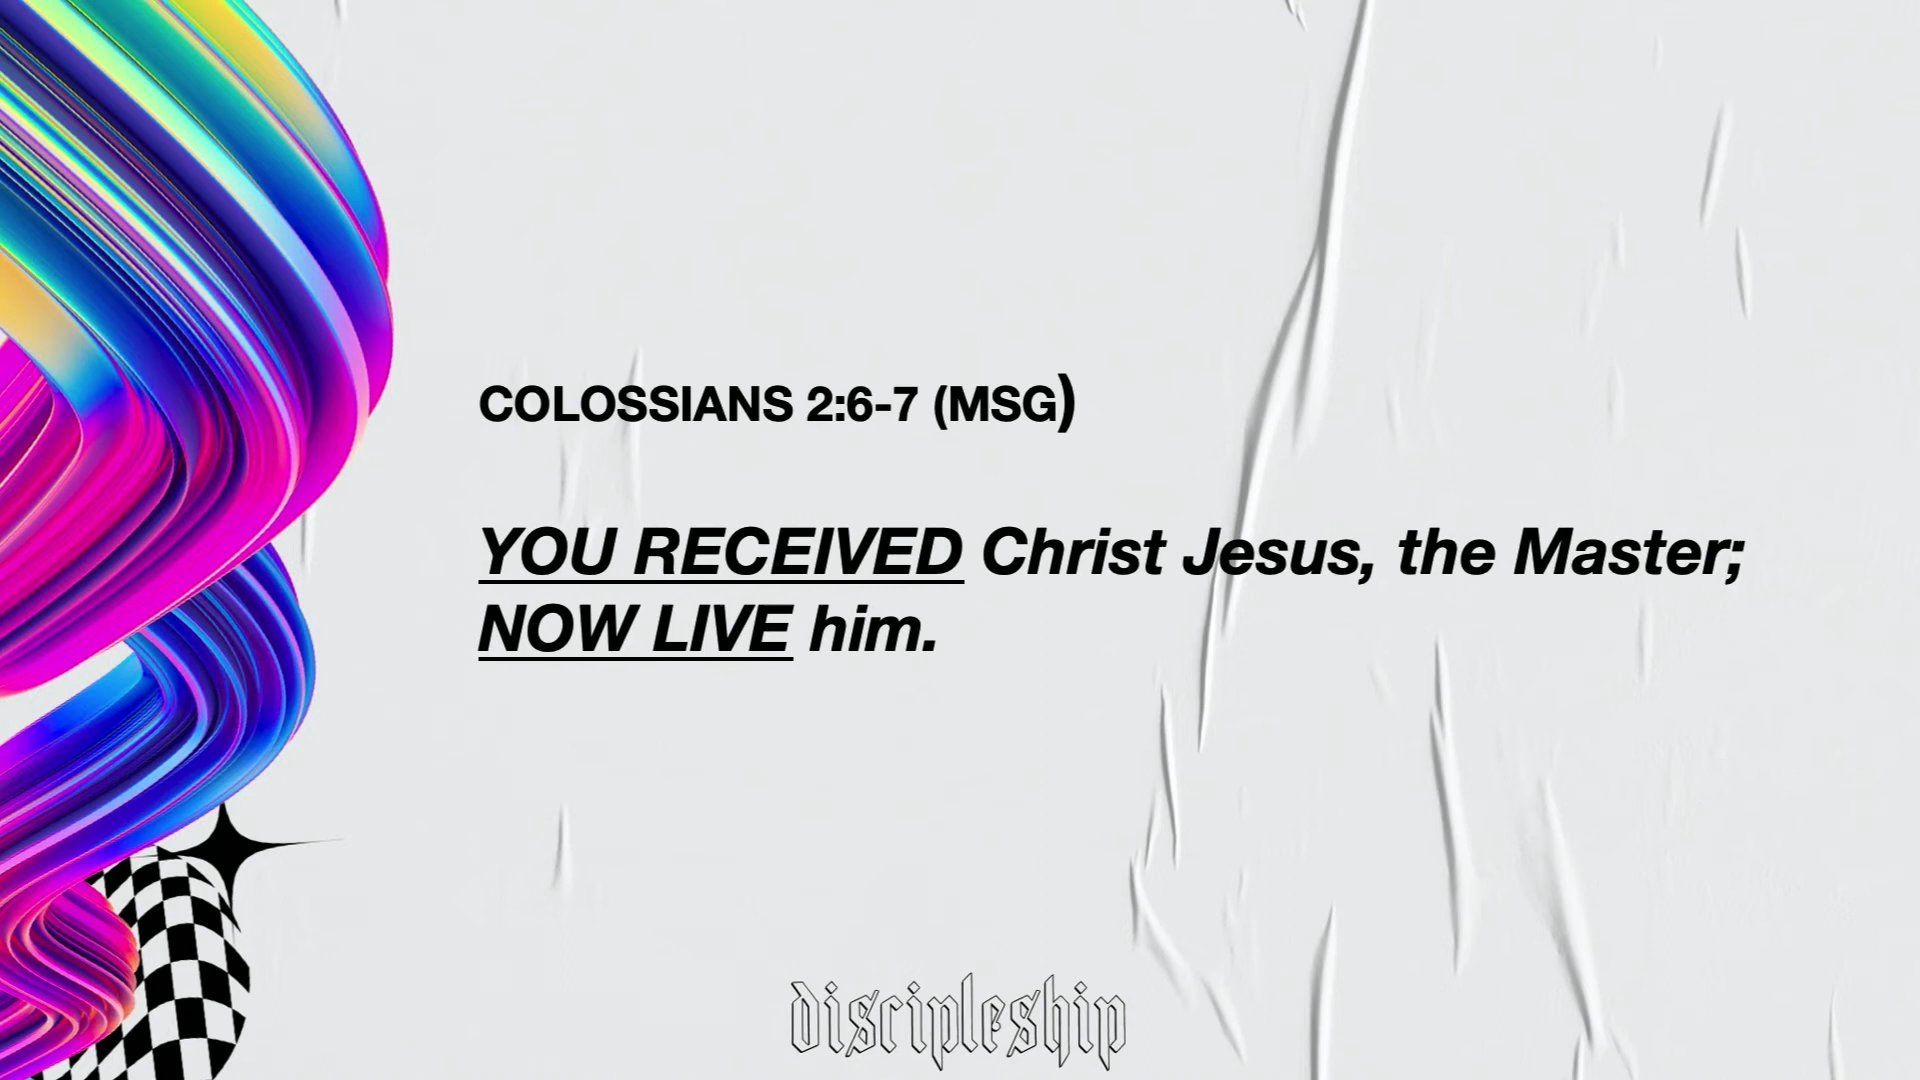 COLOSSIANS 2:6-7 (MSG)
YOU RECEIVED Christ Jesus, the Master;
NOW LIVE him.
discipleship